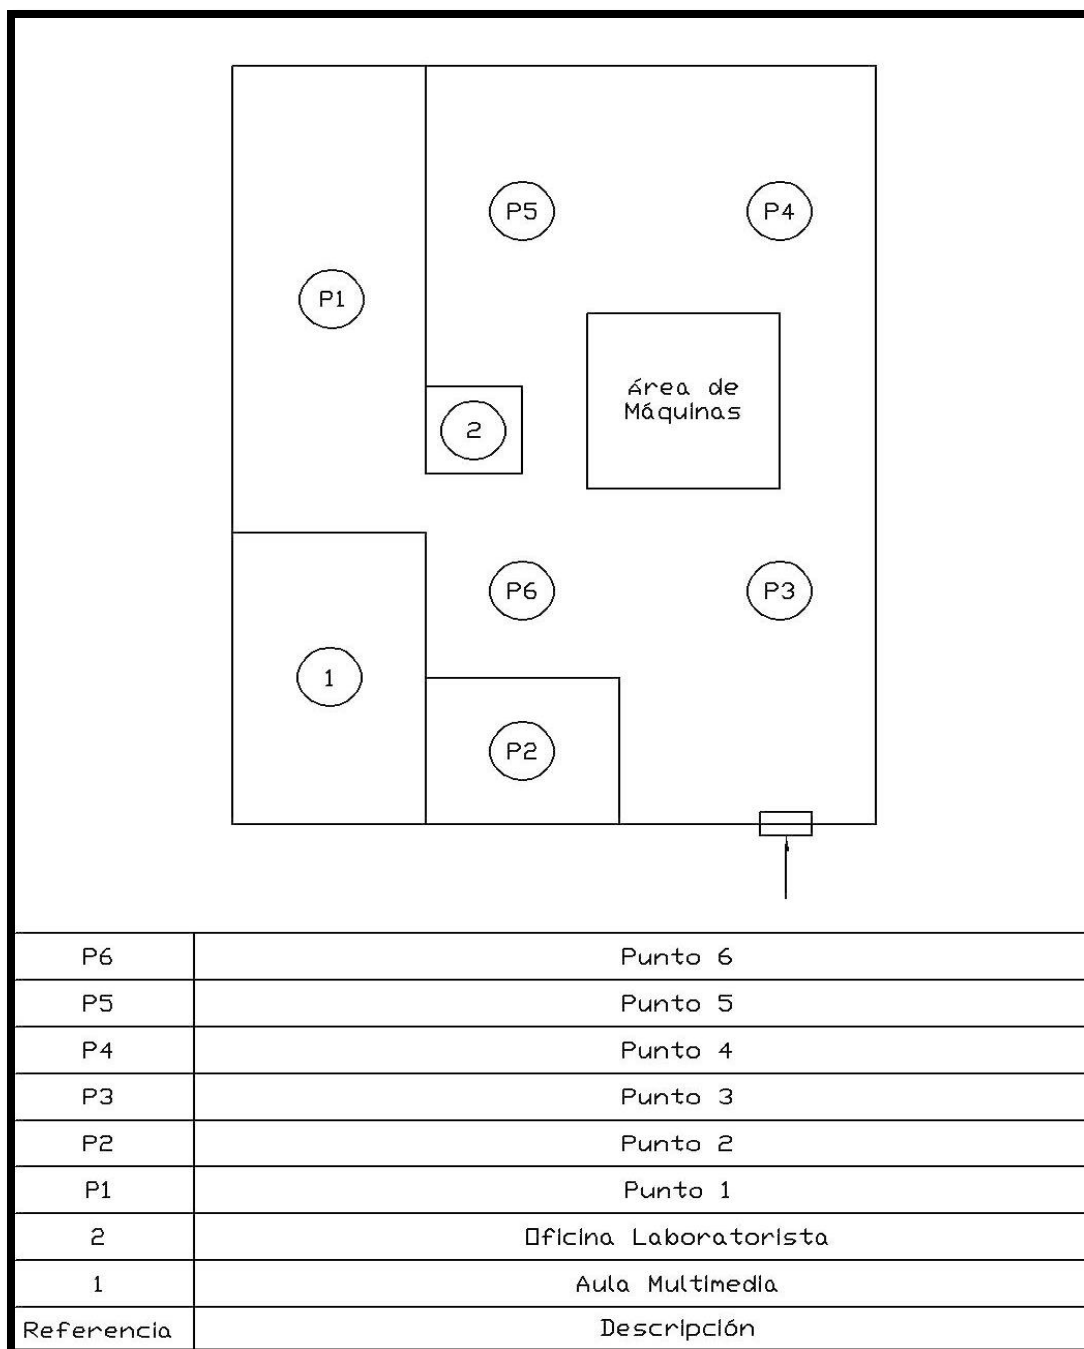 P5
P4
P1
Área de
Máquinas
2
P6
P3
1
P2
P6 Punto 6
P5 Punto 5
P4 Punto 4
P3 Punto 3
P2 Punto 2
P1 Punto 1
2 Oficina Laboratorista
1 Aula Multimedia
Referencia Descripción